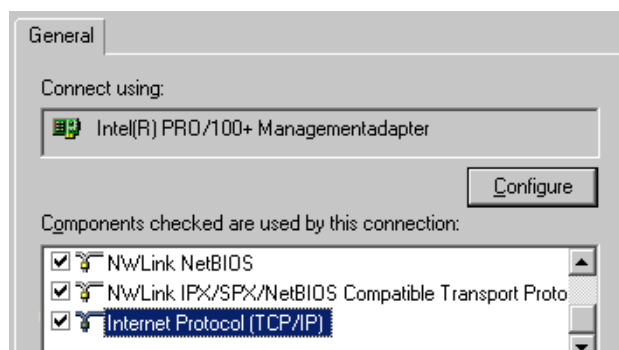 General
Connect using:
Intel(R) PRO/100+ Managementadapter
Configure
Components checked are used by this connection:
NWLink NetBIOS
NWLink IPX/SPX/NetBIOS Compatible Transport Proto
Internet Protocol (TCP/IP)